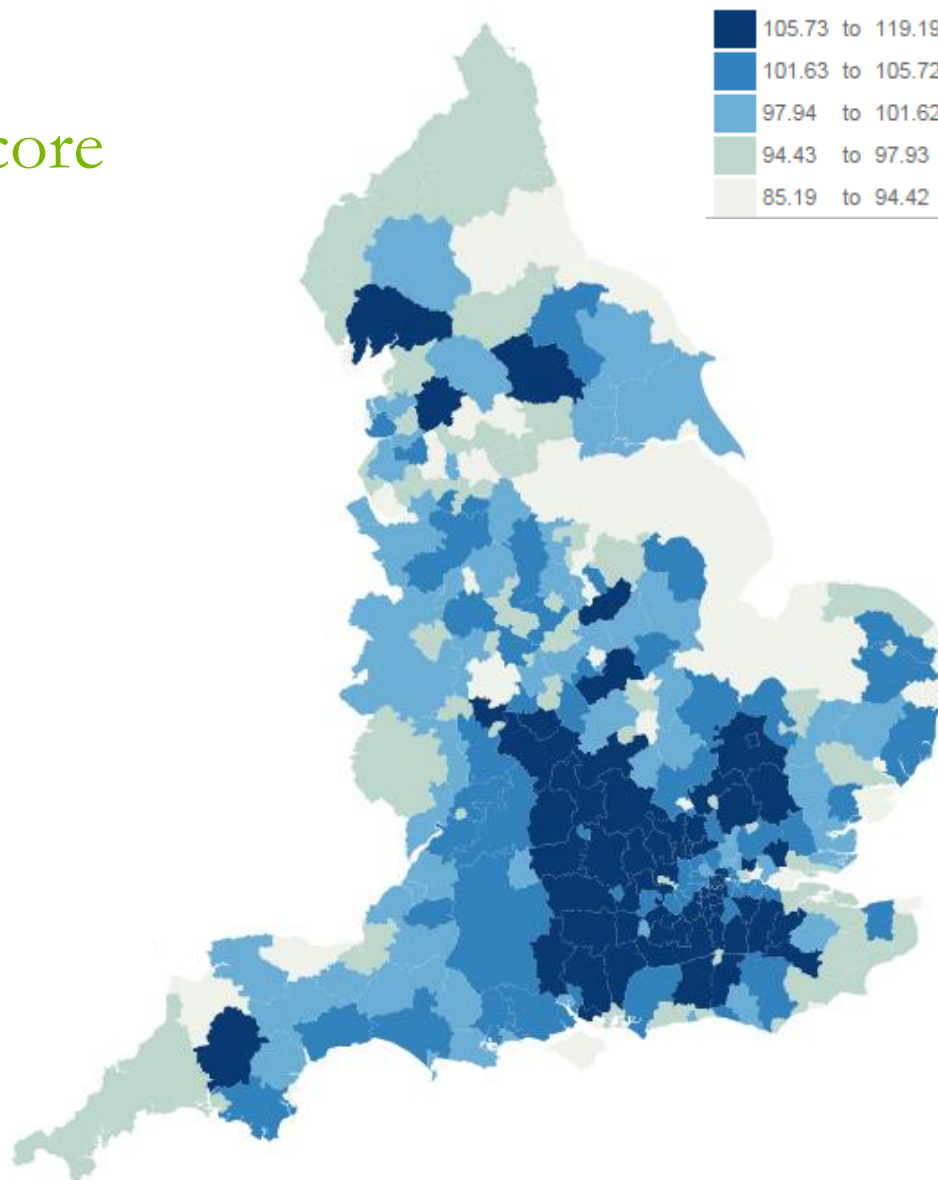 105.73 to 119.19
101.63 to 105.72
core
97.94 to 101.62
94.43 to 97.93
85.19 to 94.42